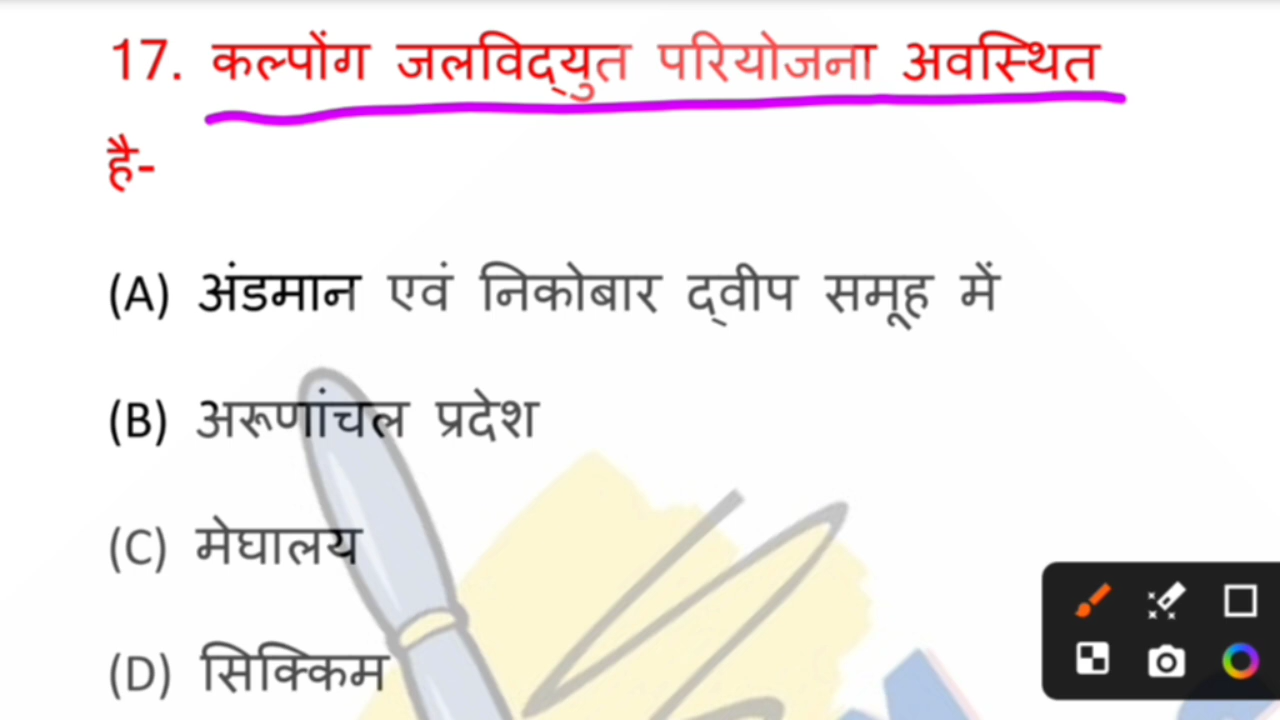 17. कल्पोंग जलविद्युत परियोजना अवस्थित
है-
(A) अंडमान एवं निकोबार द्वीप समूह में
(B) अरूणांचल प्रदेश
(C) मेघालय
(D) सिक्किम